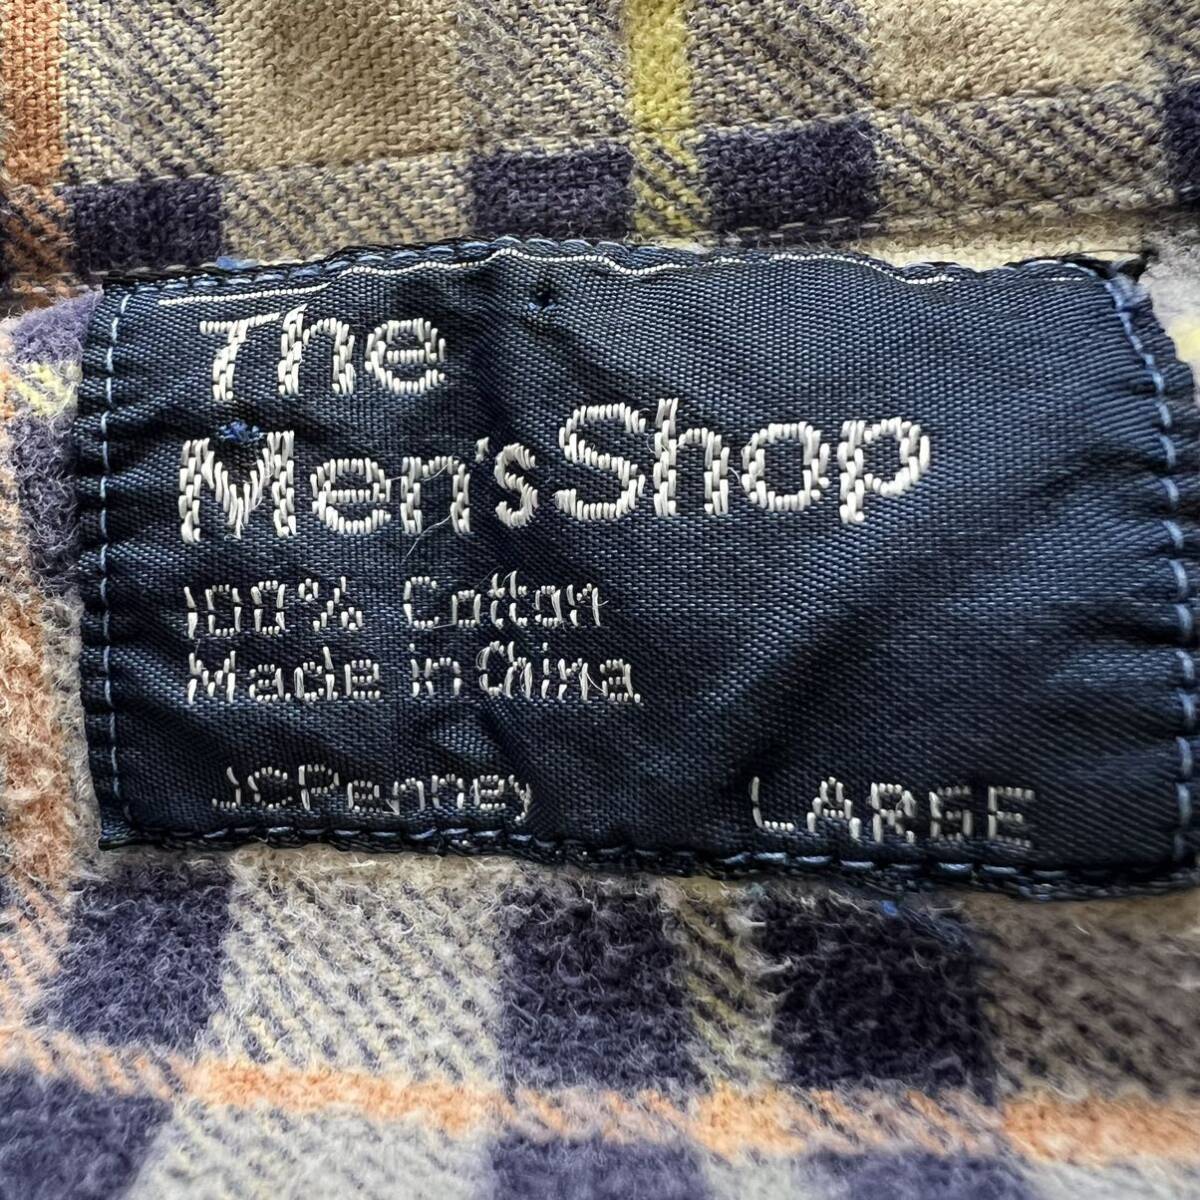 The
Men's Shop
100% Cotton
Made in China
JCPenney LARGE